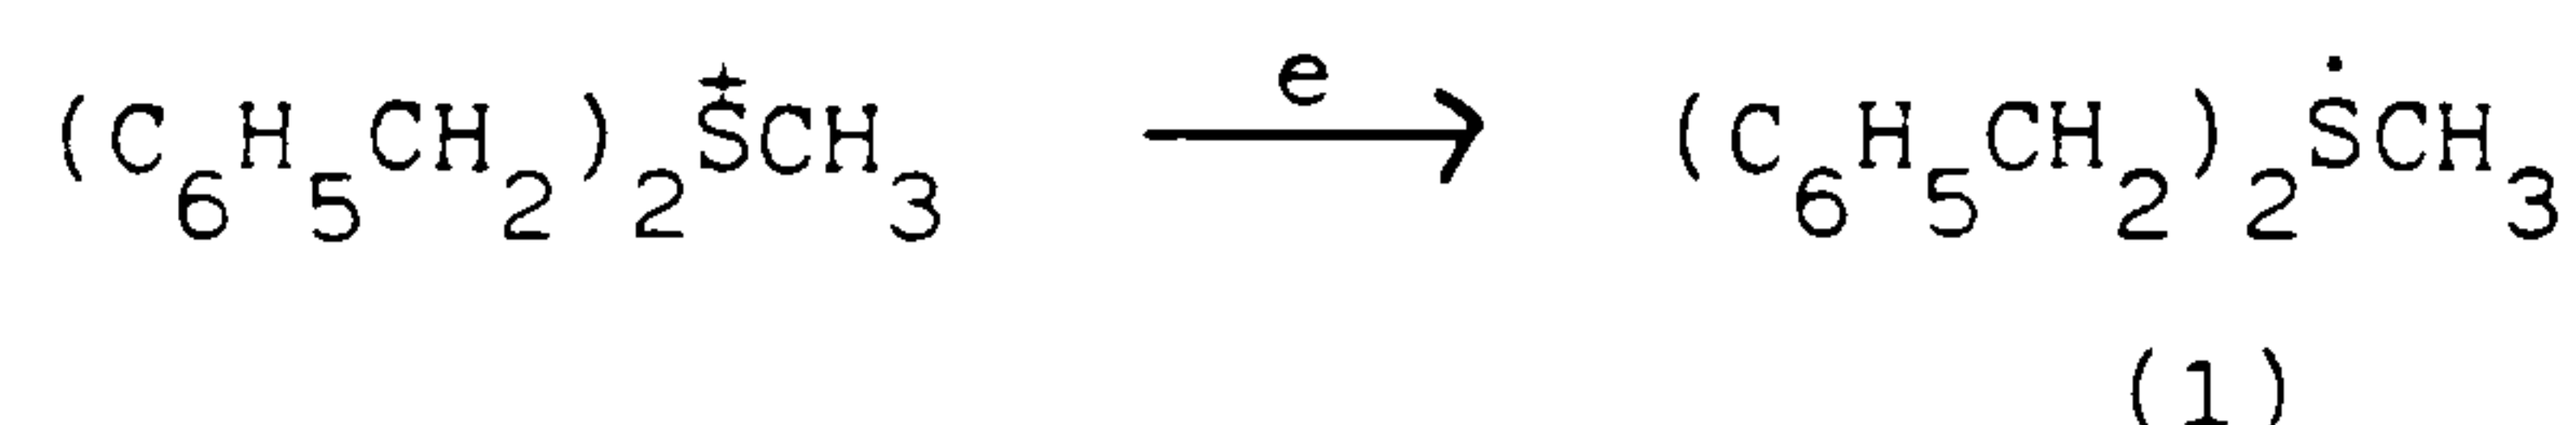 (C₆H₅CH₂)₂S⁺CH₃ e → (C₆H₅CH₂)₂ṠCH₃
(1)